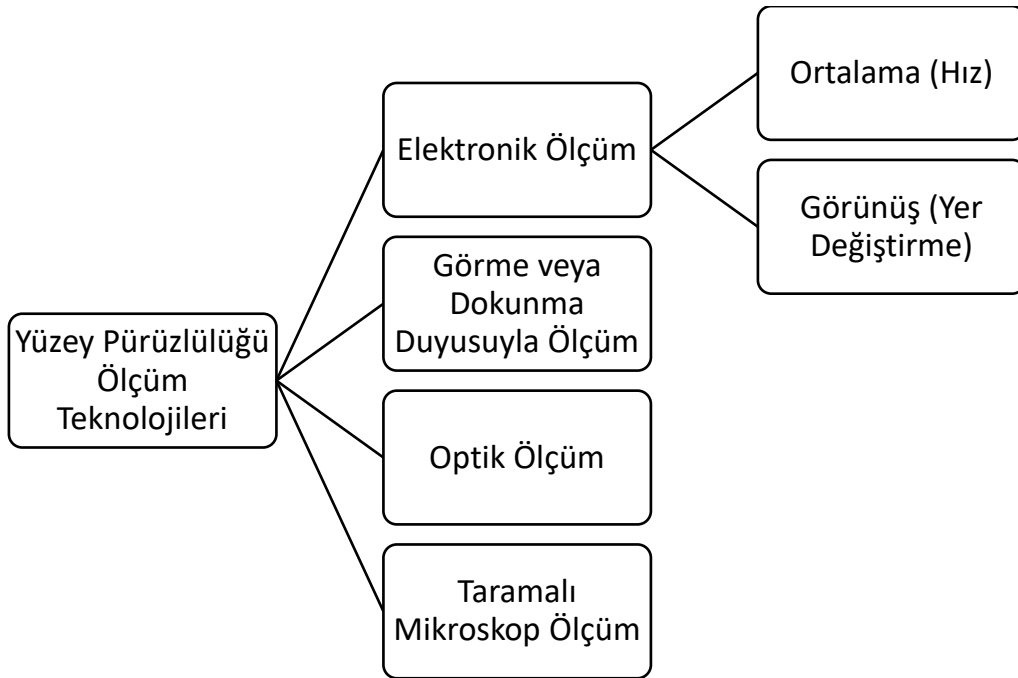 Yüzey Pürüzlülüğü
Ölçüm
Teknolojileri
Elektronik Ölçüm
Ortalama (Hız)
Görünüş (Yer
Değiştirme)
Görme veya
Dokunma
Duyusuyla Ölçüm
Optik Ölçüm
Taramalı
Mikroskop Ölçüm